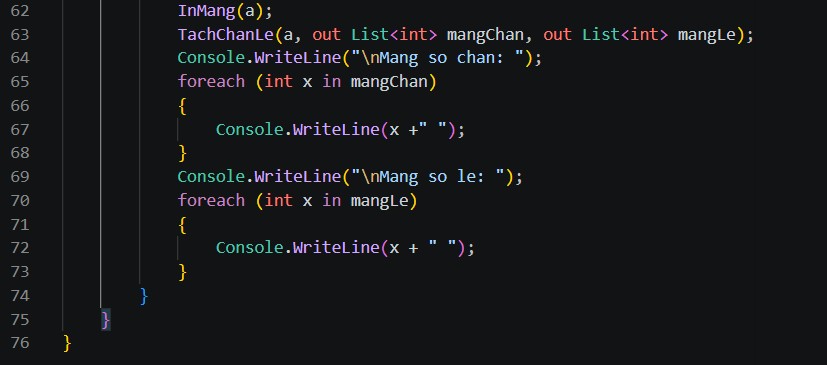 62 InMang(a);
63 TachChanLe(a, out List<int> mangChan, out List<int> mangLe);
64 Console.WriteLine("\nMang so chan: ");
65 foreach (int x in mangChan)
66 {
67 Console.WriteLine(x +" ");
68 }
69 Console.WriteLine("\nMang so le: ");
70 foreach (int x in mangLe)
71 {
72 Console.WriteLine(x + " ");
73 }
74 }
75 }
76 }